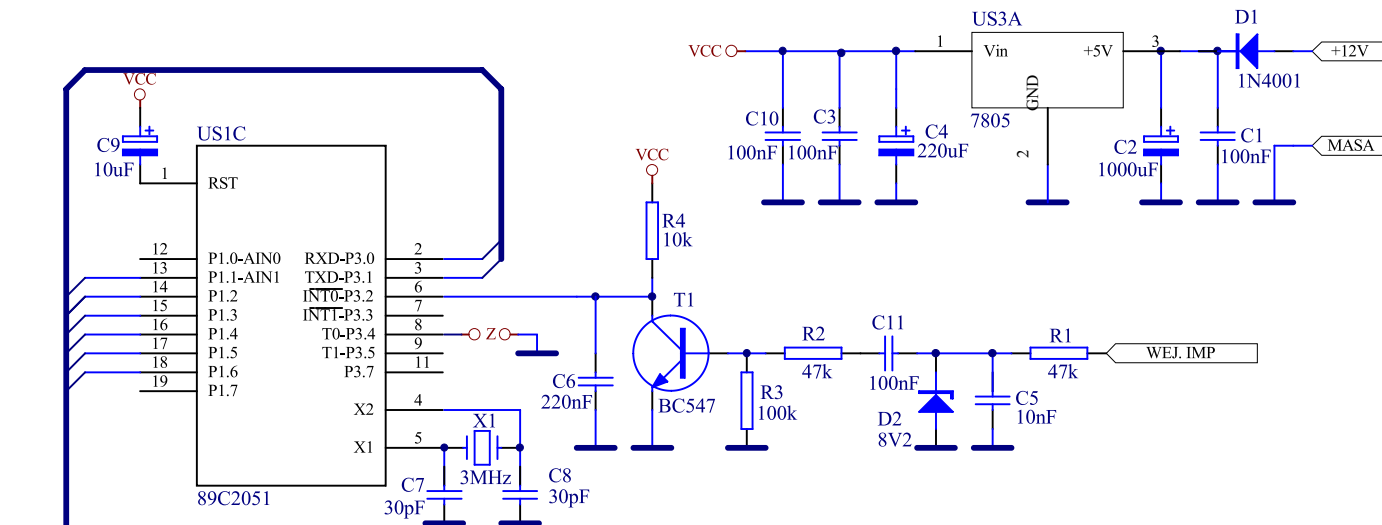 US3A
D1
VCC
1
Vin
+5V
3
+12V
1N4001
GND
7805
2
C10
100nF
C3
100nF
C4
220uF
C2
1000uF
C1
100nF
MASA
VCC
C9
10uF
US1C
1
RST
12
P1.0-AIN0
RXD-P3.0
2
13
P1.1-AIN1
TXD-P3.1
3
14
P1.2
INT0-P3.2
6
15
P1.3
INT1-P3.3
7
16
P1.4
T0-P3.4
8
Z
17
P1.5
T1-P3.5
9
18
P1.6
P3.7
11
19
P1.7
X2
4
X1
5
89C2051
X1
3MHz
C7
30pF
C8
30pF
VCC
R4
10k
T1
BC547
C6
220nF
R3
100k
R2
47k
C11
100nF
D2
8V2
C5
10nF
R1
47k
WEJ. IMP